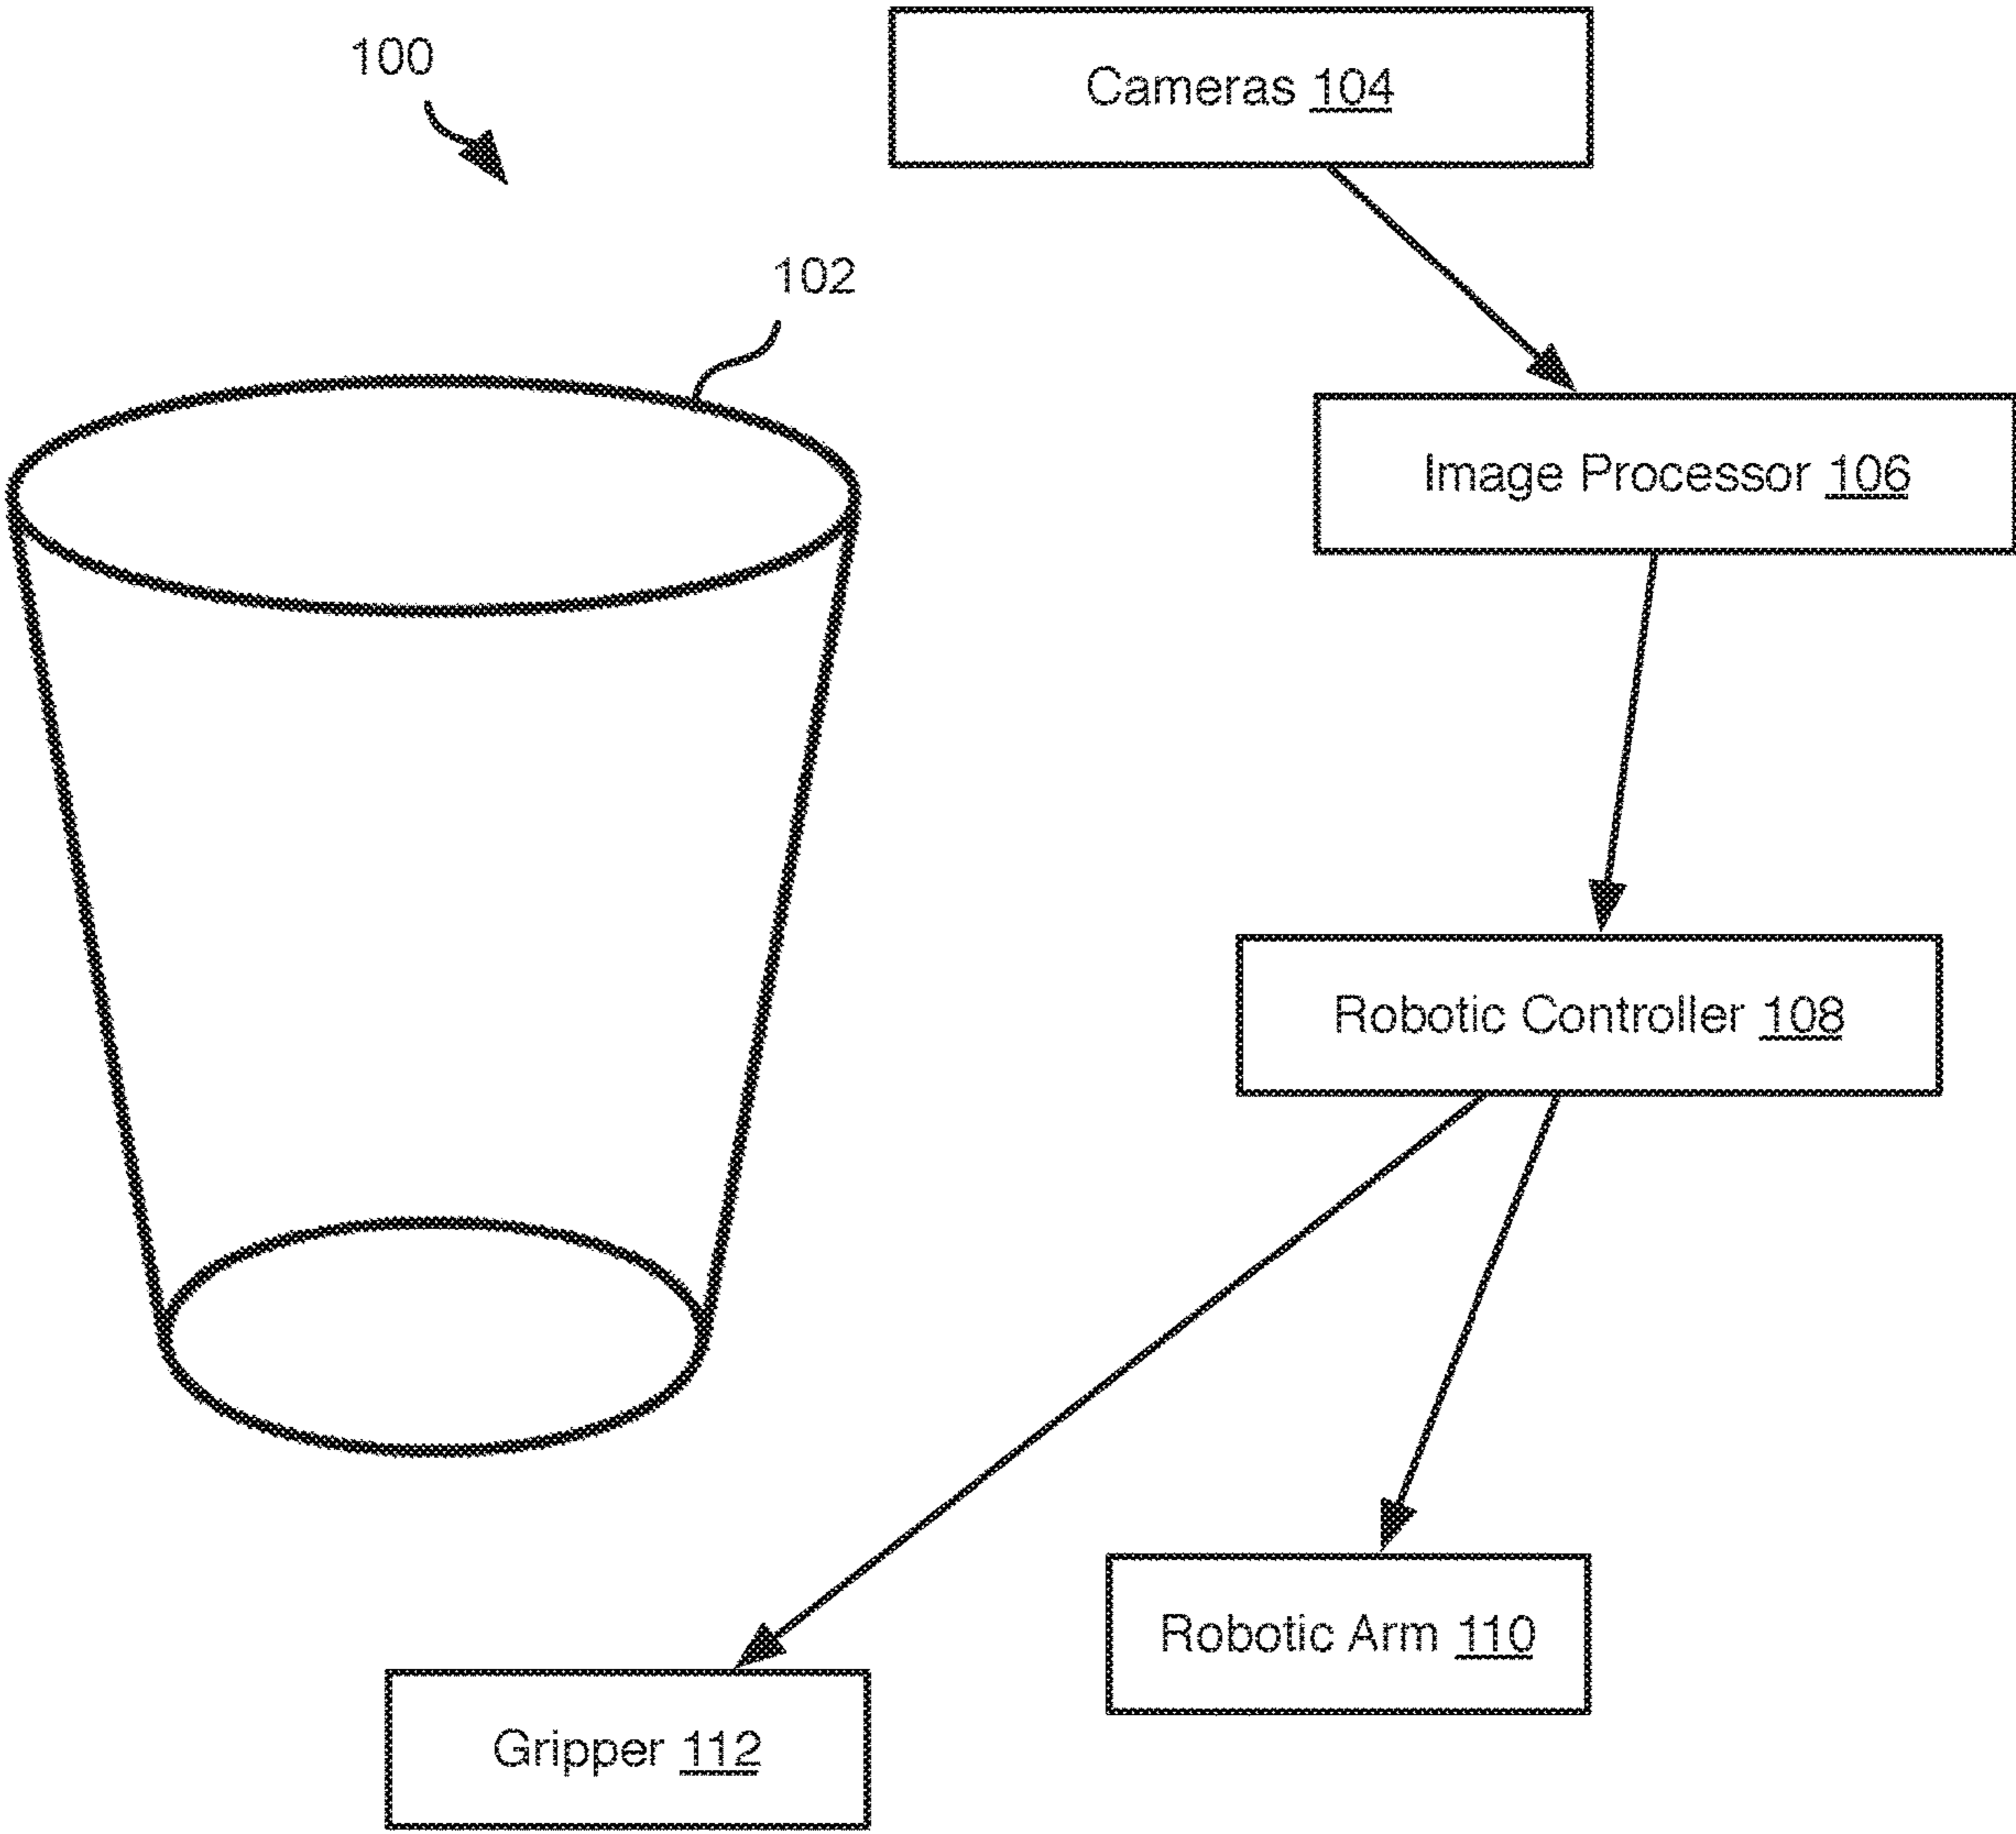 100
Cameras 104
102
Image Processor 106
Robotic Controller 108
Robotic Arm 110
Gripper 112